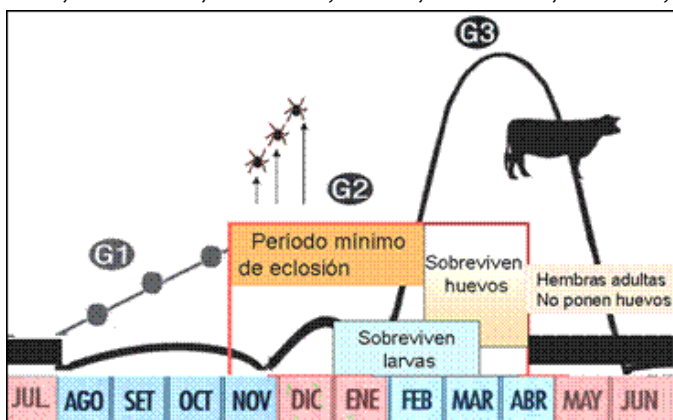 G3
G2
G1
Periodo mínimo
de eclosión
Sobreviven
huevos
Hembras adultas
No ponen huevos
Sobreviven
larvas
JUL AGO SET OCT NOV DIC ENE FEB MAR ABR MAY JUN